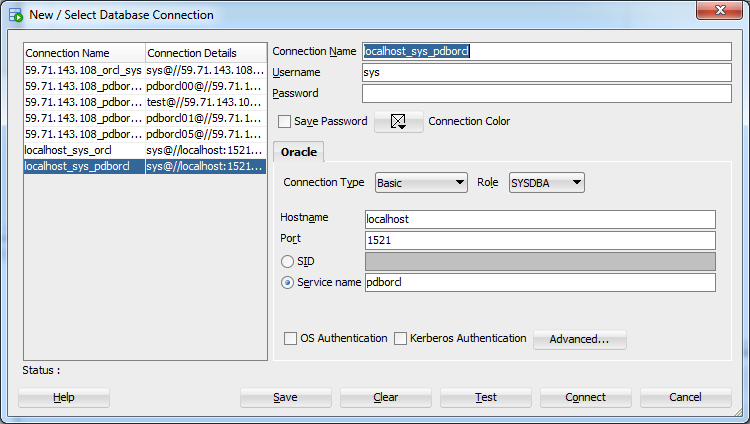 New / Select Database Connection
Connection Name Connection Details
59.71.143.108_orcl_sys sys@//59.71.143.108...
59.71.143.108_pdbor... pdborcl00@//59.71.1...
59.71.143.108_pdbor... test@//59.71.143.10...
59.71.143.108_pdbor... pdborcl01@//59.71.1...
59.71.143.108_pdbor... pdborcl05@//59.71.1...
localhost_sys_orcl sys@//localhost:1521...
localhost_sys_pdborcl sys@//localhost:1521...
Connection Name localhost_sys_pdborcl
Username sys
Password
Save Password Connection Color
Oracle
Connection Type Basic Role SYSDBA
Hostname localhost
Port 1521
SID
Service name pdborcl
OS Authentication Kerberos Authentication Advanced...
Status :
Help Save Clear Test Connect Cancel